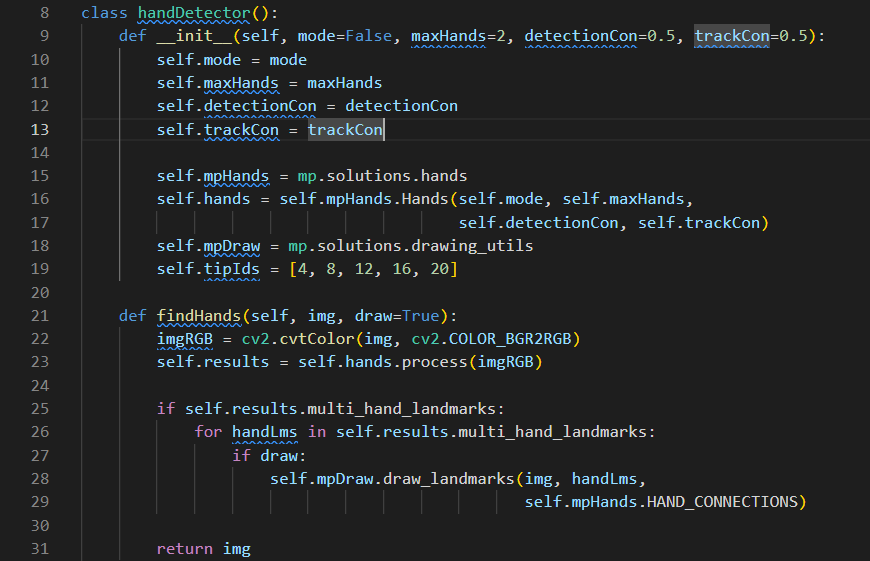 8 class handDetector():
9     def __init__(self, mode=False, maxHands=2, detectionCon=0.5, trackCon=0.5):
10         self.mode = mode
11         self.maxHands = maxHands
12         self.detectionCon = detectionCon
13         self.trackCon = trackCon
14
15         self.mpHands = mp.solutions.hands
16         self.hands = self.mpHands.Hands(self.mode, self.maxHands,
17                                         self.detectionCon, self.trackCon)
18         self.mpDraw = mp.solutions.drawing_utils
19         self.tipIds = [4, 8, 12, 16, 20]
20
21     def findHands(self, img, draw=True):
22         imgRGB = cv2.cvtColor(img, cv2.COLOR_BGR2RGB)
23         self.results = self.hands.process(imgRGB)
24
25         if self.results.multi_hand_landmarks:
26             for handLms in self.results.multi_hand_landmarks:
27                 if draw:
28                     self.mpDraw.draw_landmarks(img, handLms,
29                                                self.mpHands.HAND_CONNECTIONS)
30
31         return img